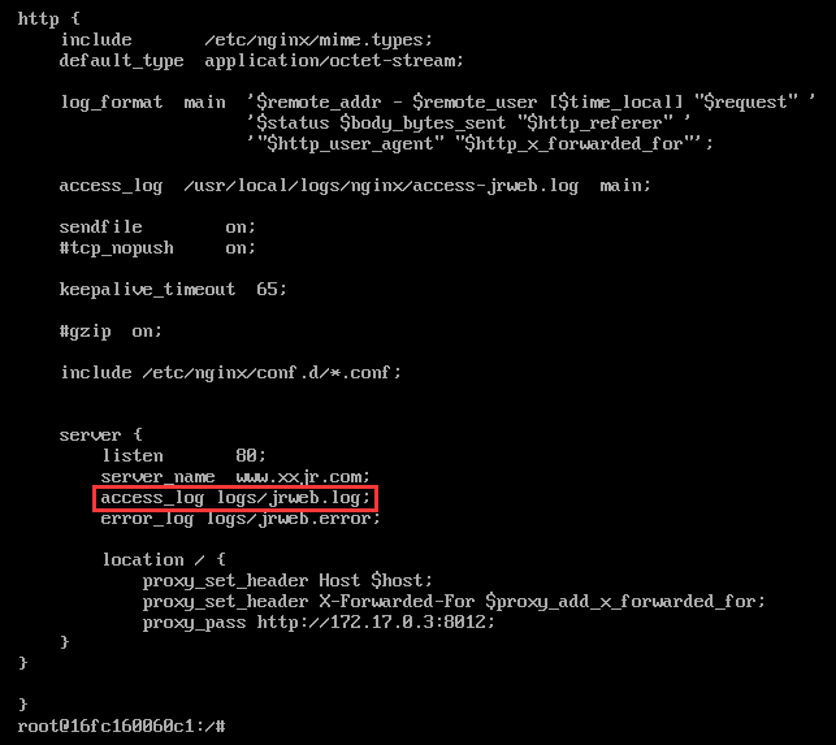 http {
    include       /etc/nginx/mime.types;
    default_type  application/octet-stream;
    log_format  main  '$remote_addr - $remote_user [$time_local] "$request" '
                      '$status $body_bytes_sent "$http_referer" '
                      '"$http_user_agent" "$http_x_forwarded_for"';
    access_log  /usr/local/logs/nginx/access-jrweb.log  main;
    sendfile        on;
    #tcp_nopush     on;
    keepalive_timeout  65;
    #gzip  on;
    include /etc/nginx/conf.d/*.conf;
    server {
        listen       80;
        server_name  www.xxjr.com;
        access_log logs/jrweb.log;
        error_log logs/jrweb.error;
        location / {
            proxy_set_header Host $host;
            proxy_set_header X-Forwarded-For $proxy_add_x_forwarded_for;
            proxy_pass http://172.17.0.3:8012;
    }
}
}
root@16fc160060c1:/#